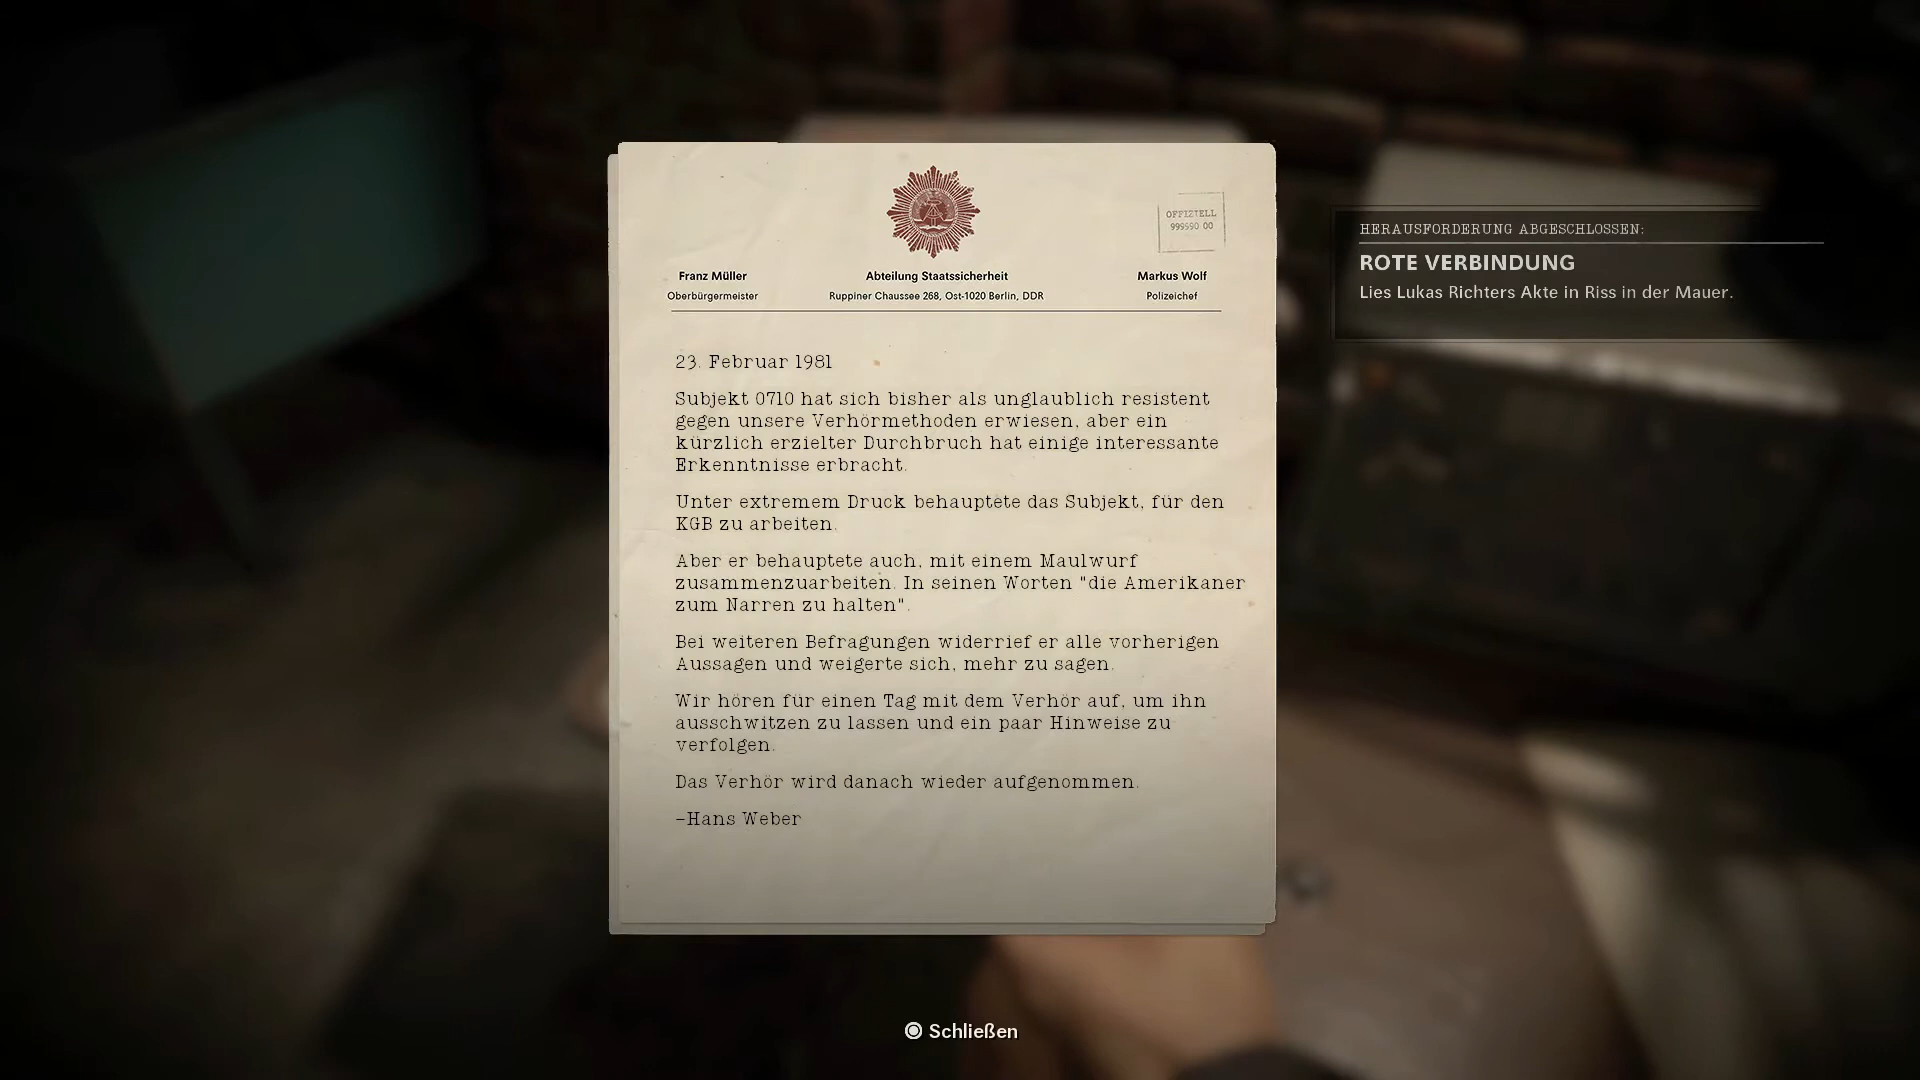 OFFIZIELL
999990 00
Franz Müller
Oberbürgermeister
Abteilung Staatssicherheit
Ruppiner Chaussee 268, Ost-1020 Berlin, DDR
Markus Wolf
Polizeichef
23. Februar 1981
Subjekt 0710 hat sich bisher als unglaublich resistent
gegen unsere Verhörmethoden erwiesen, aber ein
kürzlich erzielter Durchbruch hat einige interessante
Erkenntnisse erbracht.
Unter extremem Druck behauptete das Subjekt, für den
KGB zu arbeiten.
Aber er behauptete auch, mit einem Maulwurf
zusammenzuarbeiten. In seinen Worten "die Amerikaner
zum Narren zu halten".
Bei weiteren Befragungen widerrief er alle vorherigen
Aussagen und weigerte sich, mehr zu sagen.
Wir hören für einen Tag mit dem Verhör auf, um ihn
ausschwitzen zu lassen und ein paar Hinweise zu
verfolgen.
Das Verhör wird danach wieder aufgenommen.
–Hans Weber
HERAUSFORDERUNG ABGESCHLOSSEN:
ROTE VERBINDUNG
Lies Lukas Richters Akte in Riss in der Mauer.
Schließen